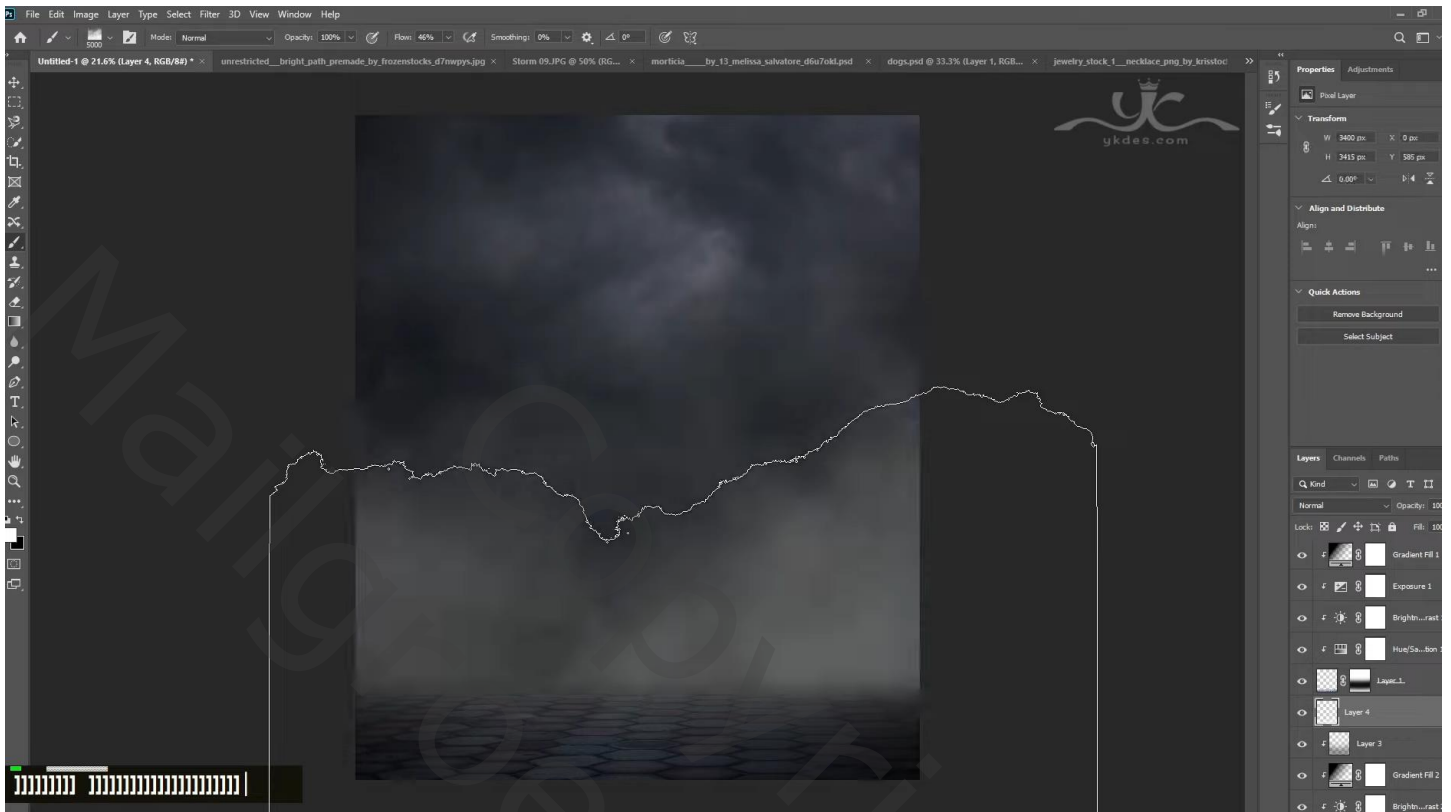 Ps File Edit Image Layer Type Select Filter 3D View Window Help
5000 Mode: Normal Opacity: 100% Flow: 46% Smoothing: 0% 0°
Untitled-1 @ 21.6% (Layer 4, RGB/8#) * × unrestricted__bright_path_premade_by_frozenstocks_d7nwpys.jpg × Storm 09.JPG @ 50% (RG... × morticia____by_13_melissa_salvatore_d6u7okl.psd × dogs.psd @ 33.3% (Layer 1, RGB... × jewelry_stock_1__necklace_png_by_krisstoc
Properties Adjustments
Pixel Layer
Transform
W 3400 px X 0 px
H 3415 px Y 585 px
0.00°
Align and Distribute
Align:
Quick Actions
Remove Background
Select Subject
yk
ykdes.com
Layers Channels Paths
Kind
Normal Opacity: 100
Lock: Fill: 100
Gradient Fill 1
Exposure 1
Brightn...rast
Hue/Sa...tion 1
Layer 1
Layer 4
Layer 3
Gradient Fill 2
Brightn...rast
]]]]]]]]] ]]]]]]]]]]]]]]]]]]]]]]